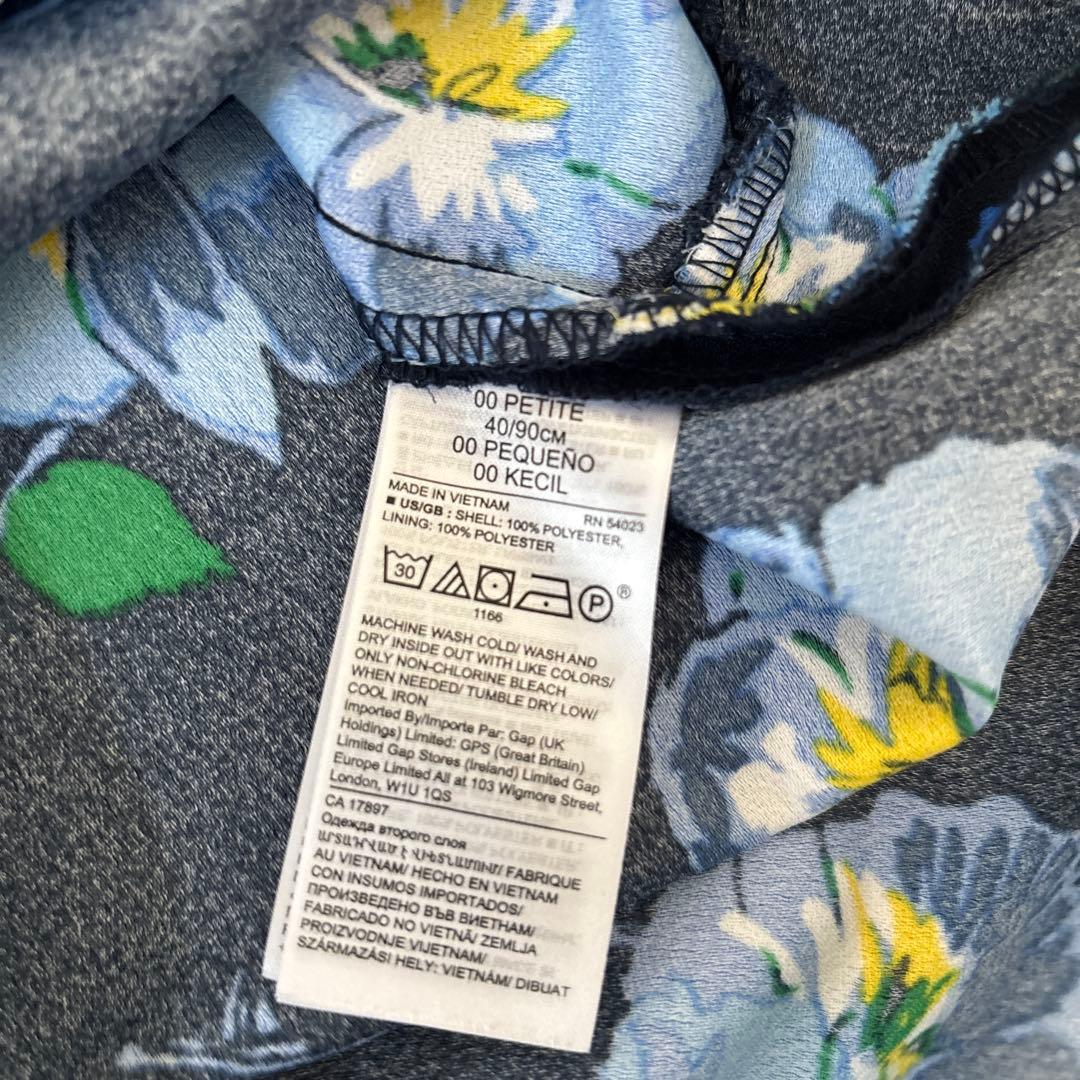 00 PETITE
40/90CM
00 PEQUEÑO
00 KECIL
MADE IN VIETNAM
RN 54023
■ US/GB : SHELL: 100% POLYESTER,
LINING: 100% POLYESTER
30 P ®
1166
MACHINE WASH COLD/ WASH AND
DRY INSIDE OUT WITH LIKE COLORS/
ONLY NON-CHLORINE BLEACH
WHEN NEEDED/ TUMBLE DRY LOW/
COOL IRON
Imported By/Importe Par: Gap (UK
Holdings) Limited: GPS (Great Britain)
Limited Gap Stores (Ireland) Limited Gap
Europe Limited All at 103 Wigmore Street,
London, W1U 1QS
CA 17897
Одежда второго слоя
FABRIQUE
AU VIETNAM/ HECHO EN VIETNAM
CON INSUMOS IMPORTADOS/
ПРОИЗВЕДЕНО ВЪВ ВИЕТНАМ/
FABRICADO NO VIETNÃ/ ZEMLJA
PROIZVODNJE VIJETNAM/
SZÁRMAZÁSI HELY: VIETNÁM/ DIBUAT